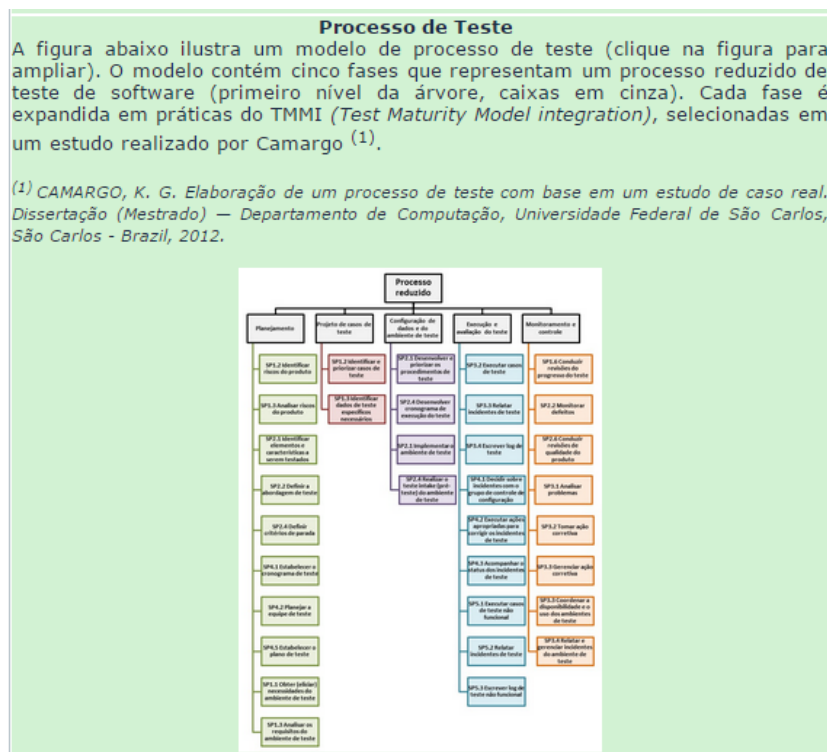 Processo de Teste
A figura abaixo ilustra um modelo de processo de teste (clique na figura para
ampliar). O modelo contém cinco fases que representam um processo reduzido de
teste de software (primeiro nível da árvore, caixas em cinza). Cada fase é
expandida em práticas do TMMI (Test Maturity Model integration), selecionadas em
um estudo realizado por Camargo (1).
(1) CAMARGO, K. G. Elaboração de um processo de teste com base em um estudo de caso real.
Dissertação (Mestrado) — Departamento de Computação, Universidade Federal de São Carlos,
São Carlos - Brazil, 2012.
Processo
reduzido
Planejamento
Projeto de casos de
teste
Configuração de
dados e do
ambiente de teste
Execução e
avaliação do teste
Monitoramento e
controle
SP1.2 Identificar
riscos do produto
SP1.3 Analisar riscos
do produto
SP2.1 Identificar
elementos e
características a
serem testados
SP2.2 Definir a
abordagem de teste
SP2.4 Definir
critérios de parada
SP4.1 Estabelecer o
cronograma de teste
SP4.2 Planejar a
equipe de teste
SP4.5 Estabelecer o
plano de teste
SP1.1 Obter (eliciar)
necessidades do
ambiente de teste
SP1.3 Analisar os
requisitos do
ambiente de teste
SP1.2 Identificar e
priorizar casos de
teste
SP1.3 Identificar
dados de teste
específicos
necessários
SP2.1 Desenvolver e
priorizar os
procedimentos de
teste
SP2.4 Desenvolver
cronograma de
execução do teste
SP2.1 Implementar o
ambiente de teste
SP2.4 Realizar o
teste intake (pré-
teste) do ambiente
de teste
SP3.2 Executar casos
de teste
SP3.3 Relatar
incidentes de teste
SP3.4 Escrever log de
teste
SP4.1 Decidir sobre
incidentes com o
grupo de controle de
configuração
SP4.2 Executar ações
apropriadas para
corrigir os incidentes
de teste
SP4.3 Acompanhar o
status dos incidentes
de teste
SP5.1 Executar casos
de teste não
funcional
SP5.2 Relatar
incidentes de teste
SP5.3 Escrever log de
teste não funcional
SP1.6 Conduzir
revisões do
progresso do teste
SP2.2 Monitorar
defeitos
SP2.6 Conduzir
revisões de
qualidade do
produto
SP3.1 Analisar
problemas
SP3.2 Tomar ação
corretiva
SP3.3 Gerenciar ação
corretiva
SP3.3 Coordenar a
disponibilidade e o
uso dos ambientes
de teste
SP3.4 Relatar e
gerenciar incidentes
do ambiente de
teste